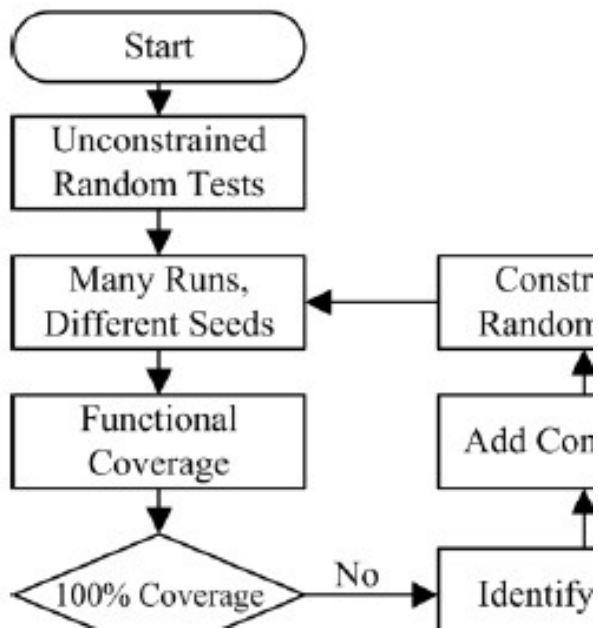 Start
Unconstrained
Random Tests
Many Runs,
Different Seeds
Functional
Coverage
100% Coverage
No
Constr
Random
Add Con
Identify